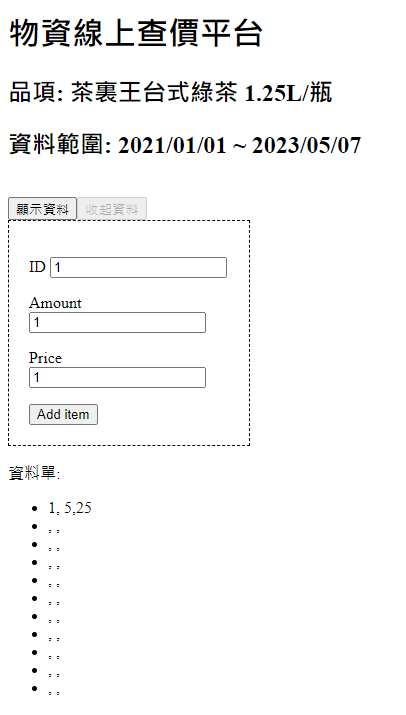 物資線上查價平台
品項: 茶裏王台式綠茶 1.25L/瓶
資料範圍: 2021/01/01 ~ 2023/05/07
顯示資料 收起資料
ID 1
Amount
1
Price
1
Add item
資料單:
• 1, 5,25
• , ,
• , ,
• , ,
• , ,
• , ,
• , ,
• , ,
• , ,
• , ,
• , ,